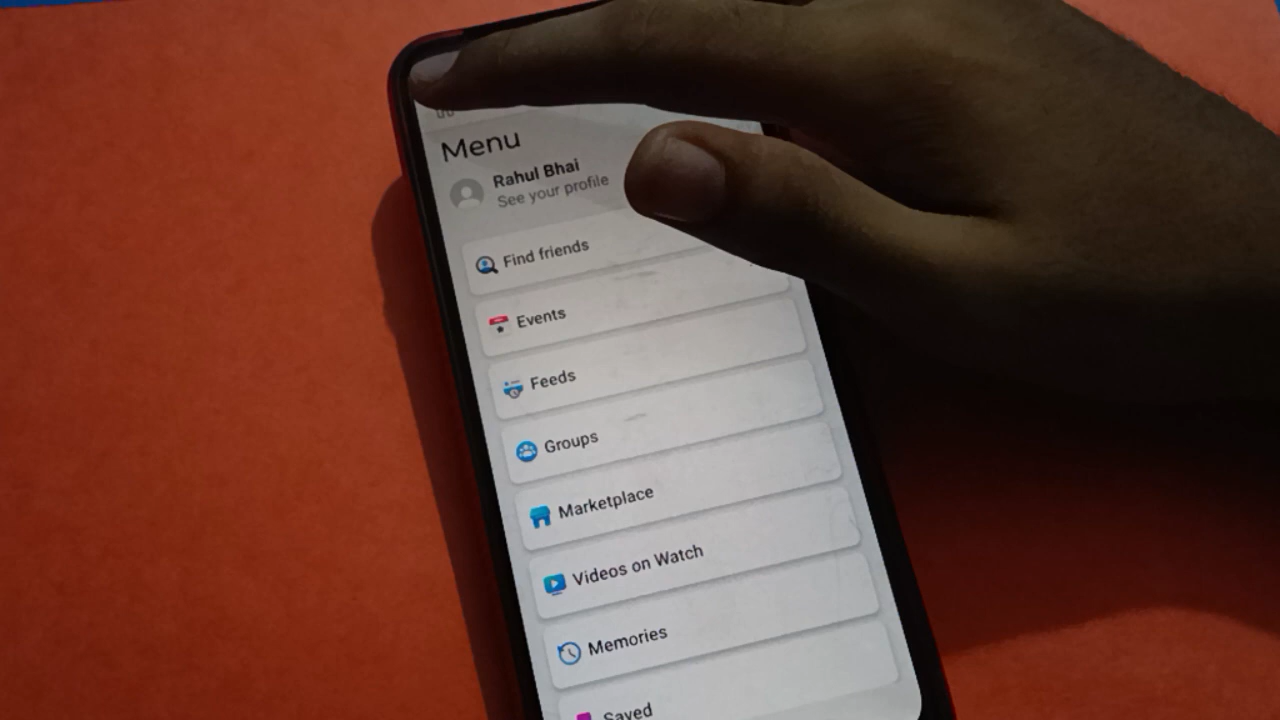 Menu
Rahul Bhai
See your profile
Find friends
Events
Feeds
Groups
Marketplace
Videos on Watch
Memories
Saved